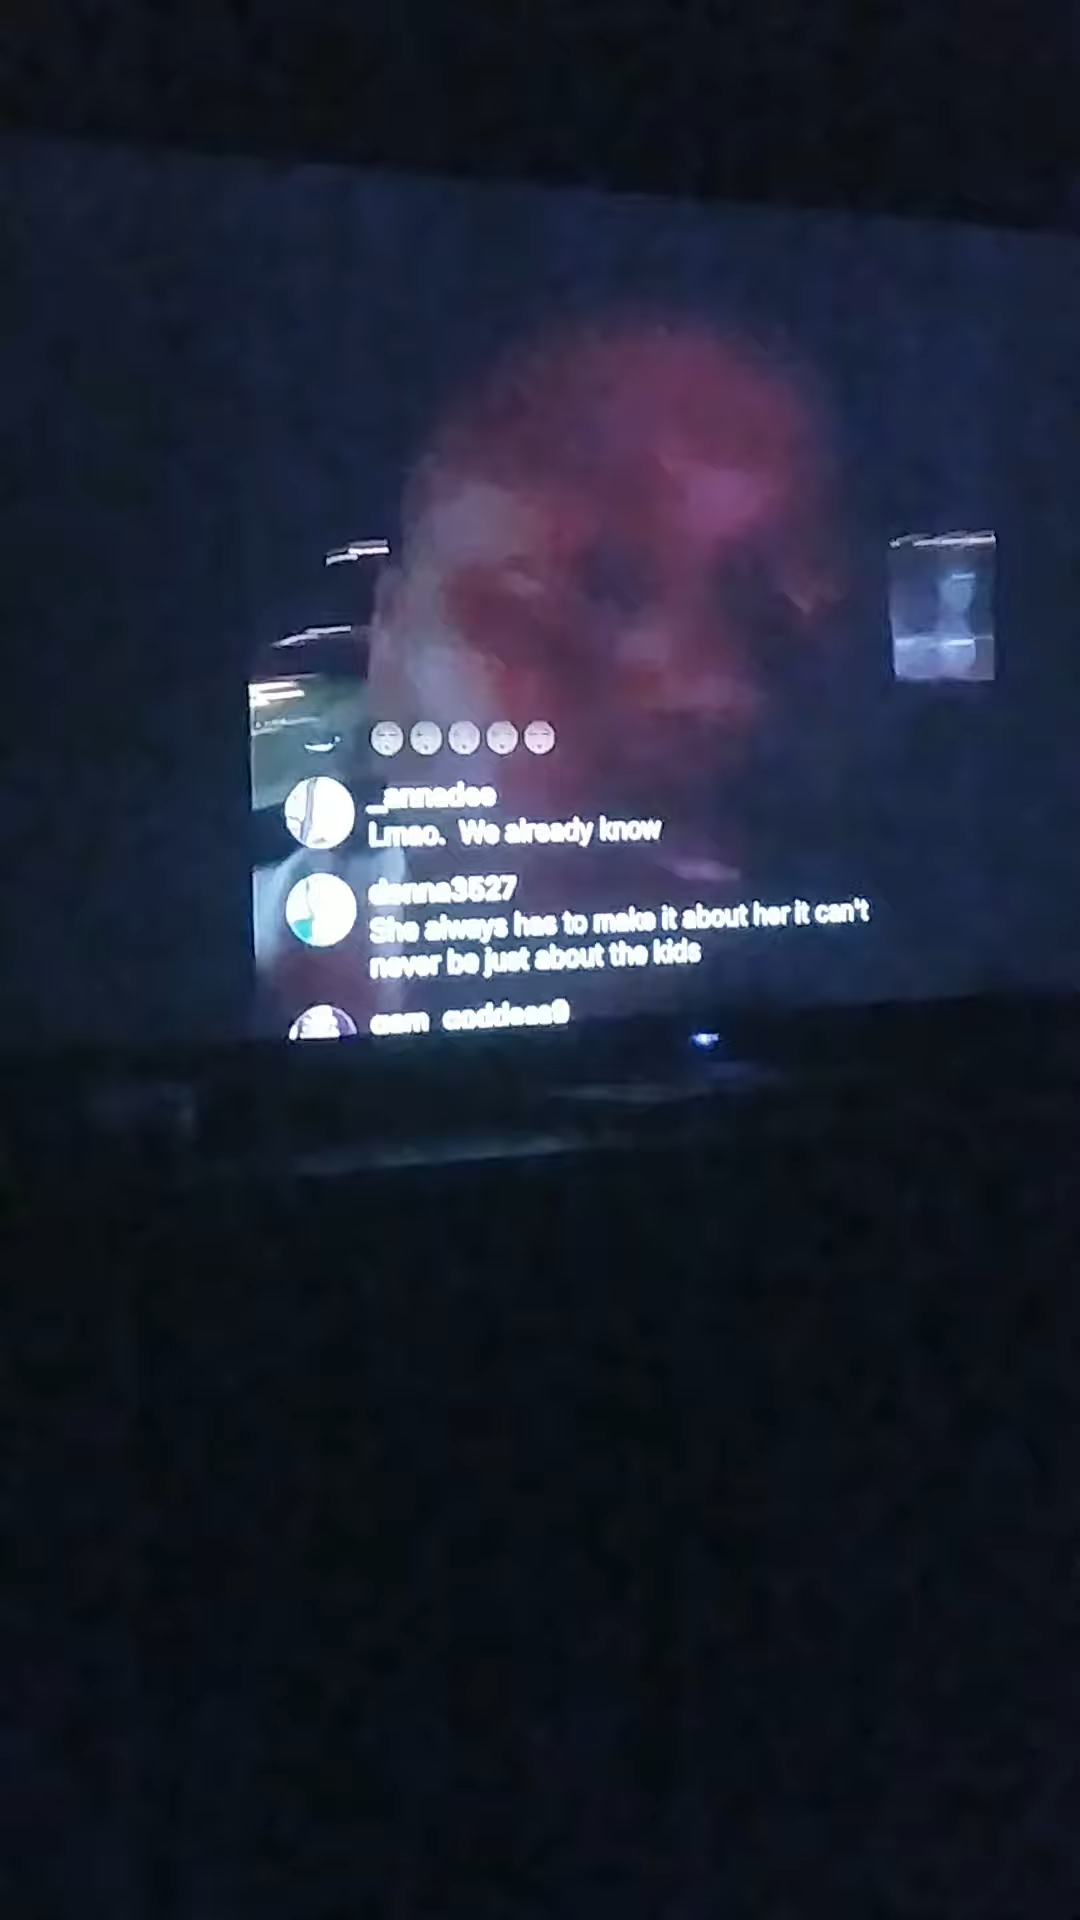 _annadee
Lmao. We already know
donna3527
She always has to make it about her it can't
never be just about the kids